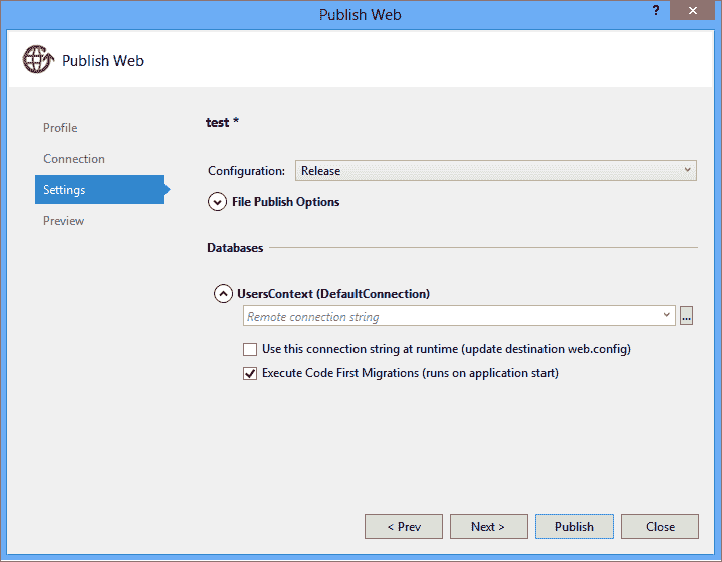 Publish Web
?
x
Publish Web
Profile
Connection
Settings
Preview
test *
Configuration: Release
File Publish Options
Databases
UsersContext (DefaultConnection)
Remote connection string
...
Use this connection string at runtime (update destination web.config)
Execute Code First Migrations (runs on application start)
< Prev Next > Publish Close